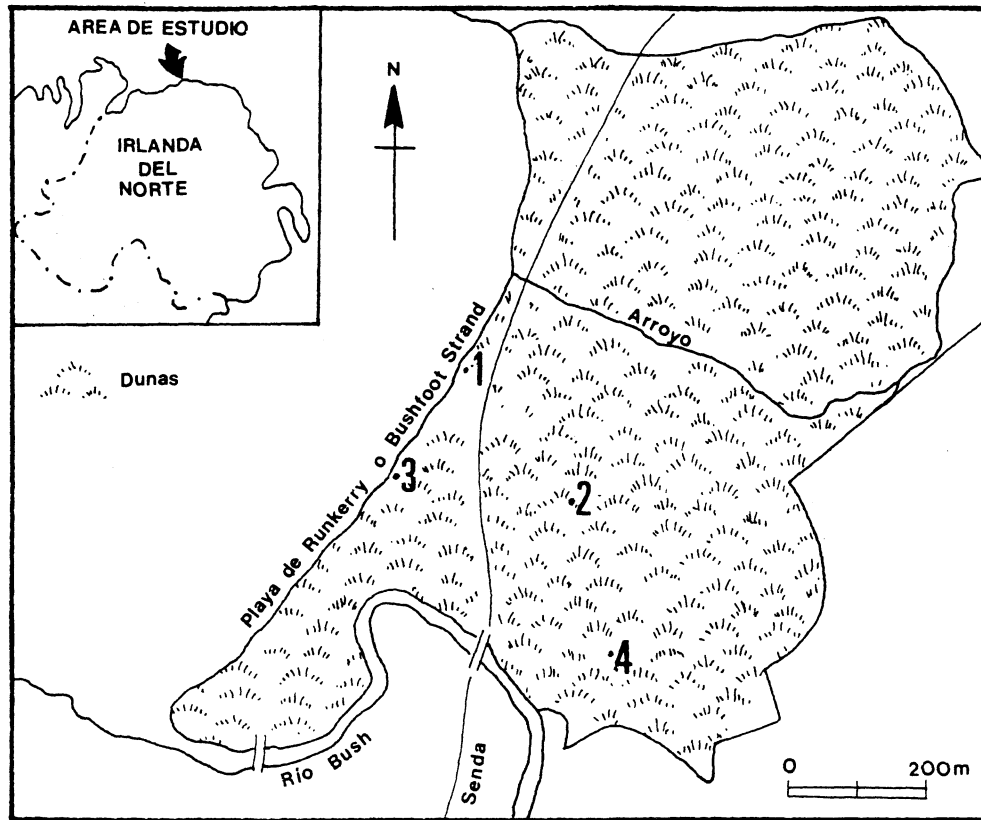 AREA DE ESTUDIO
IRLANDA
DEL
NORTE
N
Dunas
Arroyo
Playa de Runkerry o Bushfoot Strand
1
3
2
4
Río Bush
Senda
0 200m